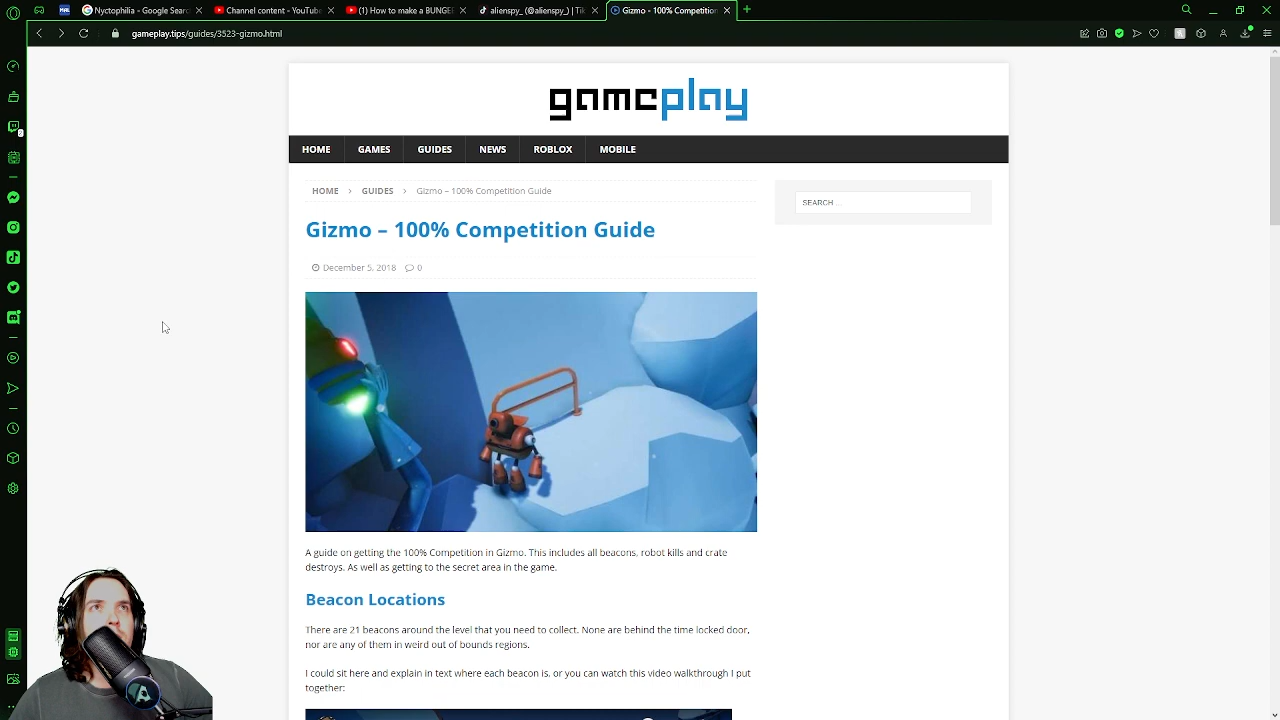 Nyctophilia - Google Sear
Channel content - YouTube
(1) How to make a BUNGE
alienspy_ (@alienspy_) | Tik
Gizmo - 100% Competition
gameplay.tips/guides/3523-gizmo.html
gameplay
HOME
GAMES
GUIDES
NEWS
ROBLOX
MOBILE
HOME > GUIDES > Gizmo – 100% Competition Guide
SEARCH …
Gizmo – 100% Competition Guide
December 5, 2018 0
A guide on getting the 100% Competition in Gizmo. This includes all beacons, robot kills and crate
destroys. As well as getting to the secret area in the game.
Beacon Locations
There are 21 beacons around the level that you need to collect. None are behind the time locked door,
nor are any of them in weird out of bounds regions.
I could sit here and explain in text where each beacon is, or you can watch this video walkthrough I put
together: